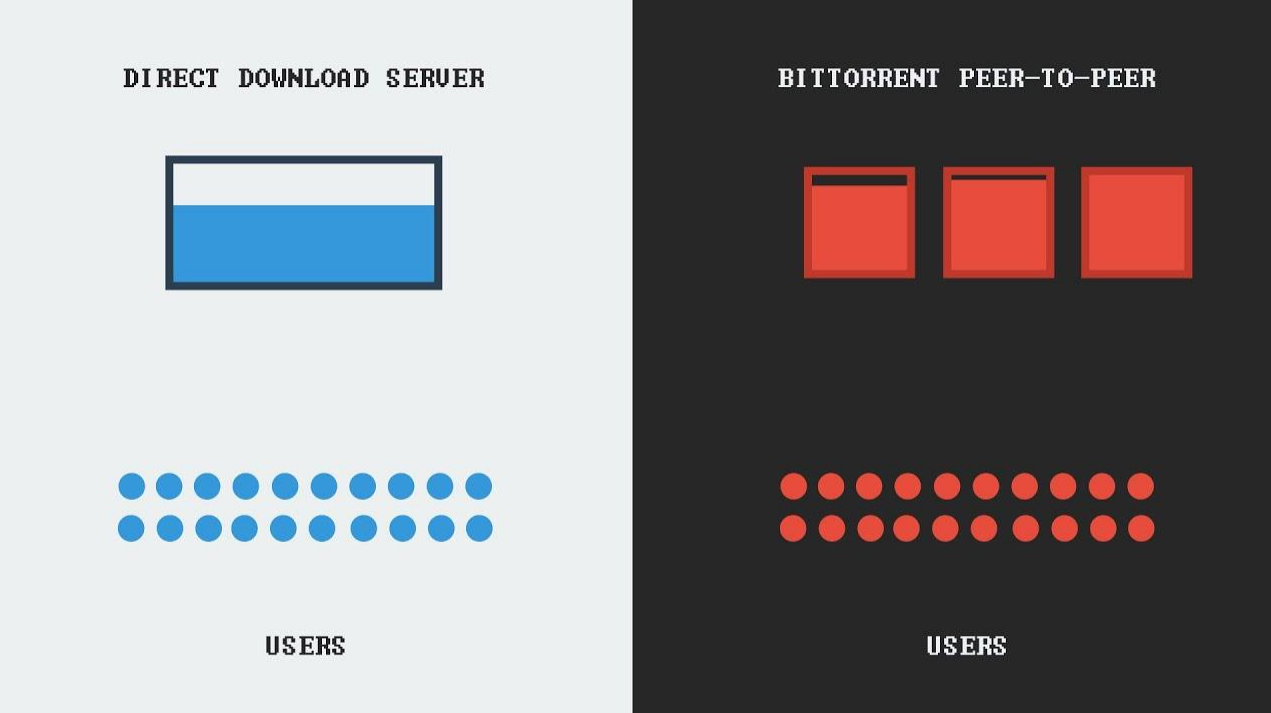 DIRECT DOWNLOAD SERVER
BITTORRENT PEER-TO-PEER
USERS
USERS